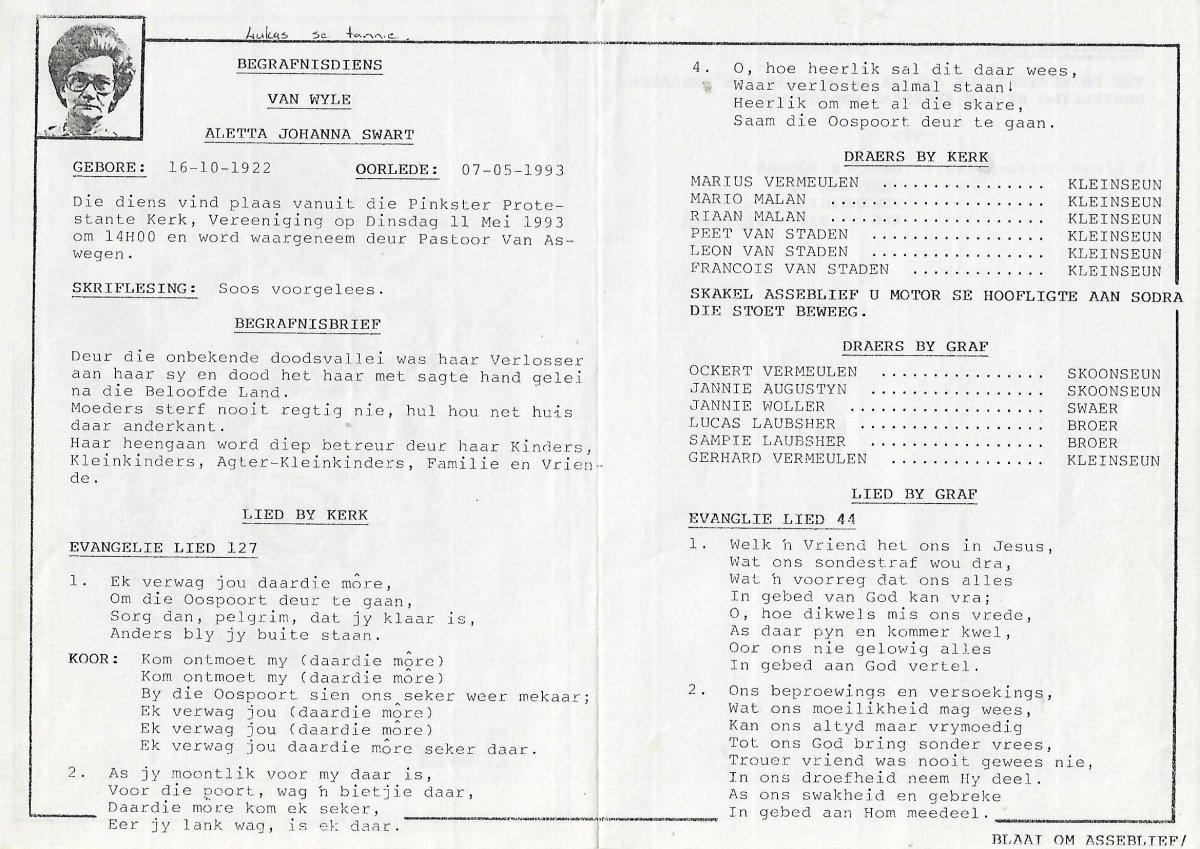 Lukas se tannie.
BEGRAFNISDIENS
VAN WYLE
ALETTA JOHANNA SWART
GEBORE: 16-10-1922 OORLEDE: 07-05-1993
Die diens vind plaas vanuit die Pinkster Prote-
stante Kerk, Vereeniging op Dinsdag 11 Mei 1993
om 14H00 en word waargeneem deur Pastoor Van As-
wegen.
SKRIFLESING: Soos voorgelees.
BEGRAFNISBRIEF
Deur die onbekende doodsvallei was haar Verlosser
aan haar sy en dood het haar met sagte hand gelei
na die Beloofde Land.
Moeders sterf nooit regtig nie, hul hou net huis
daar anderkant.
Haar heengaan word diep betreur deur haar Kinders,
Kleinkinders, Agter-Kleinkinders, Familie en Vrien-
de.
LIED BY KERK
EVANGELIE LIED 127
1. Ek verwag jou daardie môre,
Om die Oospoort deur te gaan,
Sorg dan, pelgrim, dat jy klaar is,
Anders bly jy buite staan.
KOOR: Kom ontmoet my (daardie môre)
Kom ontmoet my (daardie môre)
By die Oospoort sien ons seker weer mekaar;
Ek verwag jou (daardie môre)
Ek verwag jou (daardie môre)
Ek verwag jou daardie môre seker daar.
2. As jy moontlik voor my daar is,
Voor die poort, wag 'n bietjie daar,
Daardie môre kom ek seker,
Eer jy lank wag, is ek daar.
4. O, hoe heerlik sal dit daar wees,
Waar verlostes almal staan!
Heerlik om met al die skare,
Saam die Oospoort deur te gaan.
DRAERS BY KERK
MARIUS VERMEULEN ................ KLEINSEUN
MARIO MALAN ..................... KLEINSEUN
RIAAN MALAN ..................... KLEINSEUN
PEET VAN STADEN ................. KLEINSEUN
LEON VAN STADEN ................. KLEINSEUN
FRANCOIS VAN STADEN ............. KLEINSEUN
SKAKEL ASSEBLIEF U MOTOR SE HOOFLIGTE AAN SODRA
DIE STOET BEWEEG.
DRAERS BY GRAF
OCKERT VERMEULEN ................ SKOONSEUN
JANNIE AUGUSTYN ................. SKOONSEUN
JANNIE WOLLER ................... SWAER
LUCAS LAUBSHER .................. BROER
SAMPIE LAUBSHER ................. BROER
GERHARD VERMEULEN ............... KLEINSEUN
LIED BY GRAF
EVANGLIE LIED 44
1. Welk 'n Vriend het ons in Jesus,
Wat ons sondestraf wou dra,
Wat 'n voorreg dat ons alles
In gebed van God kan vra;
O, hoe dikwels mis ons vrede,
As daar pyn en kommer kwel,
Oor ons nie gelowig alles
In gebed aan God vertel.
2. Ons beproewings en versoekings,
Wat ons moeilikheid mag wees,
Kan ons altyd maar vrymoedig
Tot ons God bring sonder vrees,
Trouer vriend was nooit gewees nie,
In ons droefheid neem Hy deel.
As ons swakheid en gebreke
In gebed aan Hom meedeel.
BLAAI OM ASSEBLIEF!